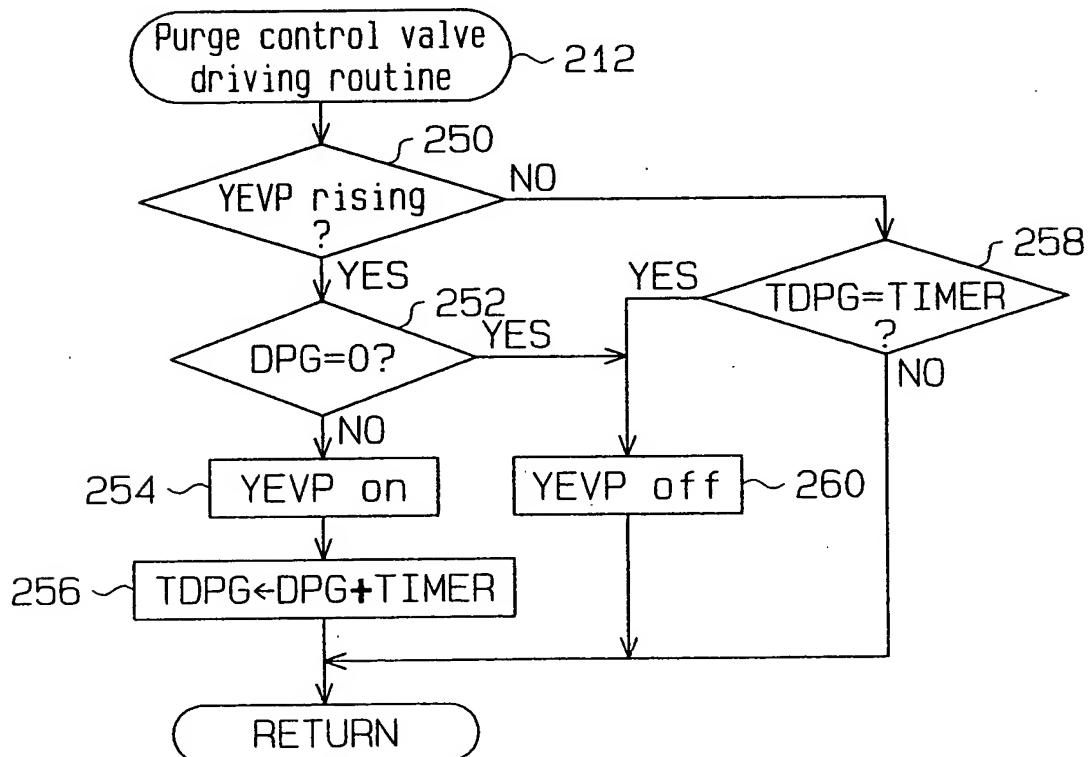 Purge control valve
driving routine
212
250
YEVP rising
?
NO
YES
258
TDPG=TIMER
?
YES
NO
252
DPG=0?
YES
NO
254
YEVP on
YEVP off
260
256
TDPG←DPG+TIMER
RETURN